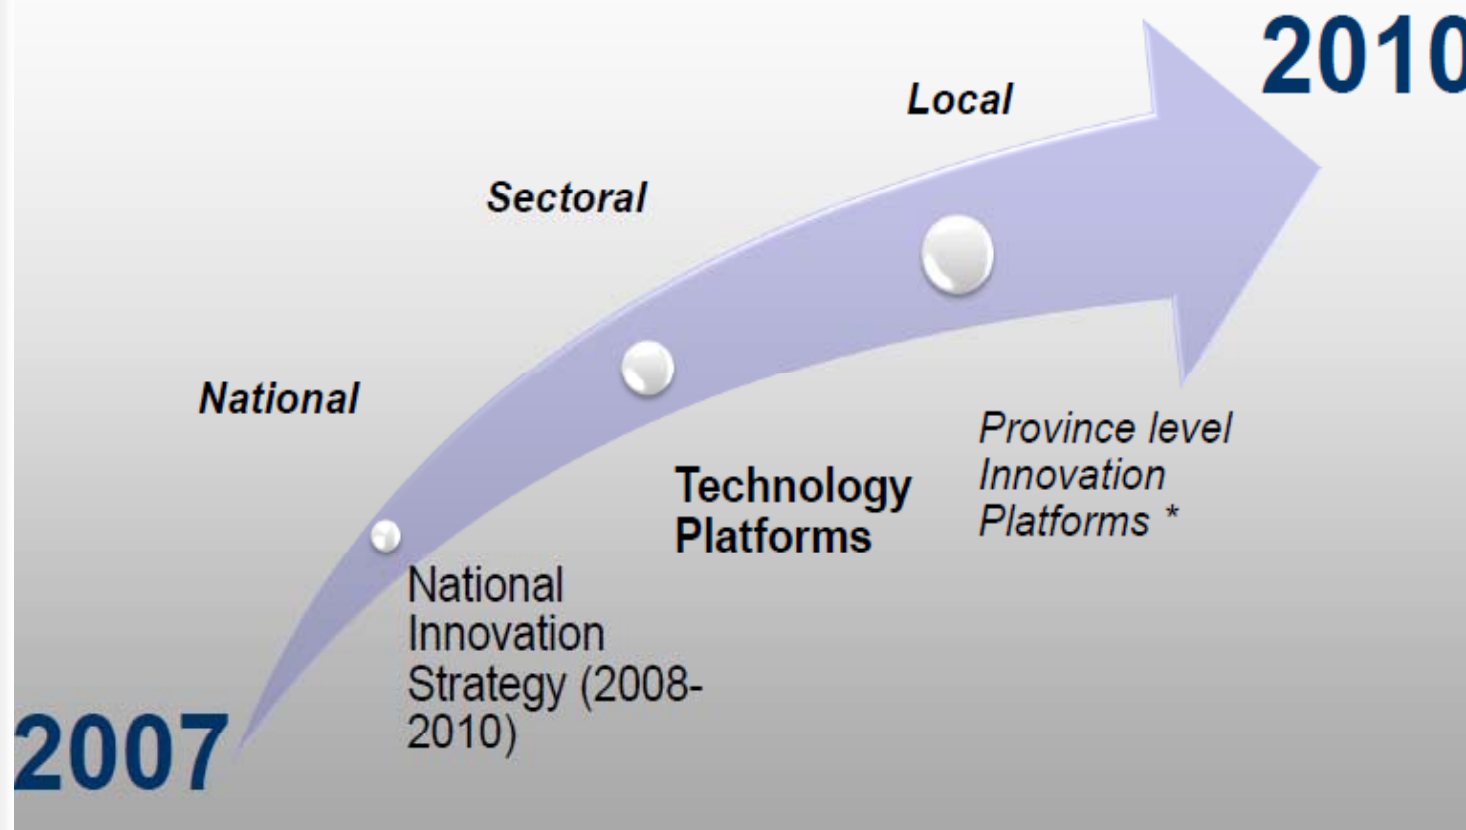 2010
Local
Sectoral
National
Province level
Innovation
Platforms *
Technology
Platforms
National
Innovation
Strategy (2008-
2010)
2007